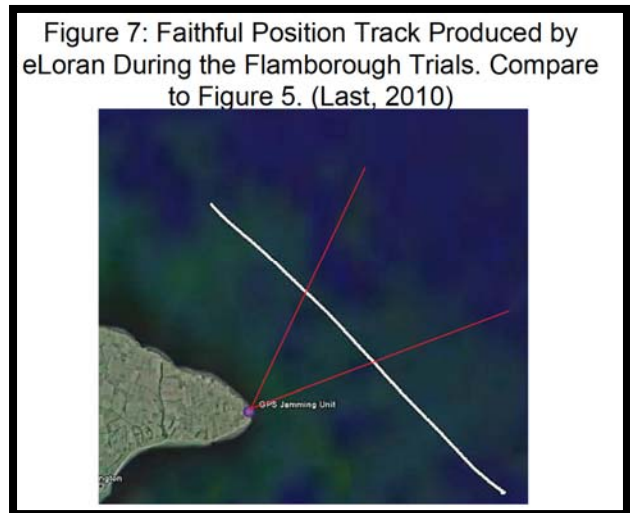 Figure 7: Faithful Position Track Produced by
eLoran During the Flamborough Trials. Compare
to Figure 5. (Last, 2010)
GPS Jamming Unit